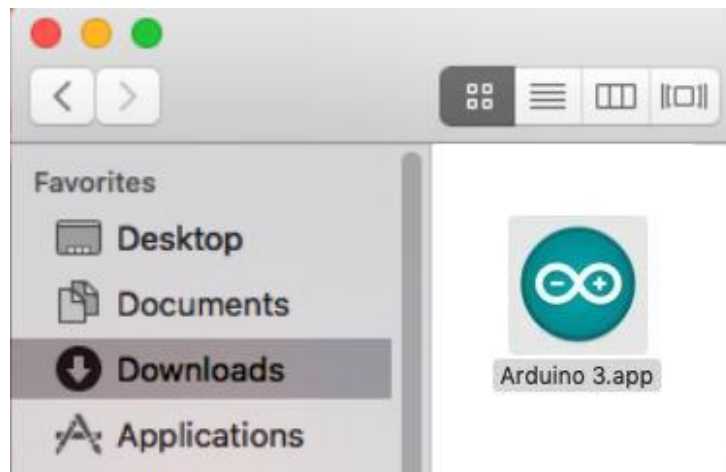 Favorites
Desktop
Documents
Downloads
Arduino 3.app
Applications